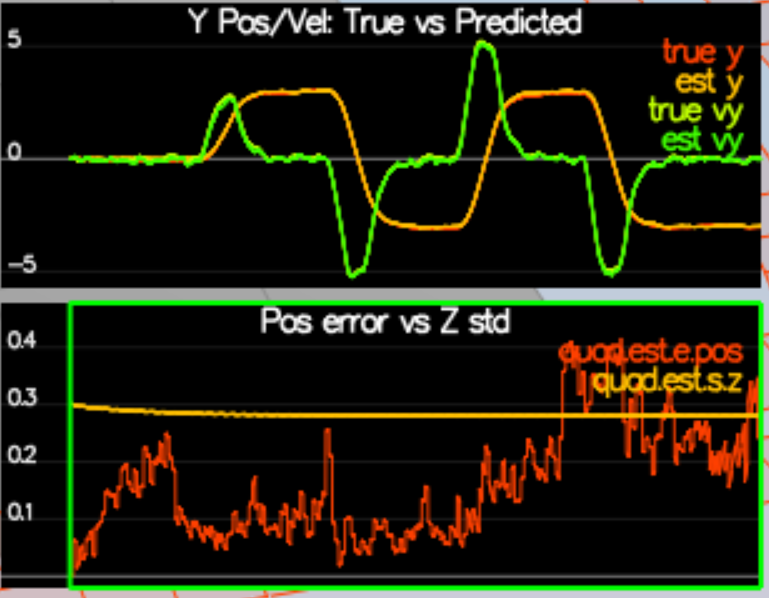 Y Pos/Vel: True vs Predicted
5
true y
est y
true vy
0
est vy
−5
Pos error vs Z std
0.4
quad.est.e.pos
quad.est.s.z
0.3
0.2
0.1